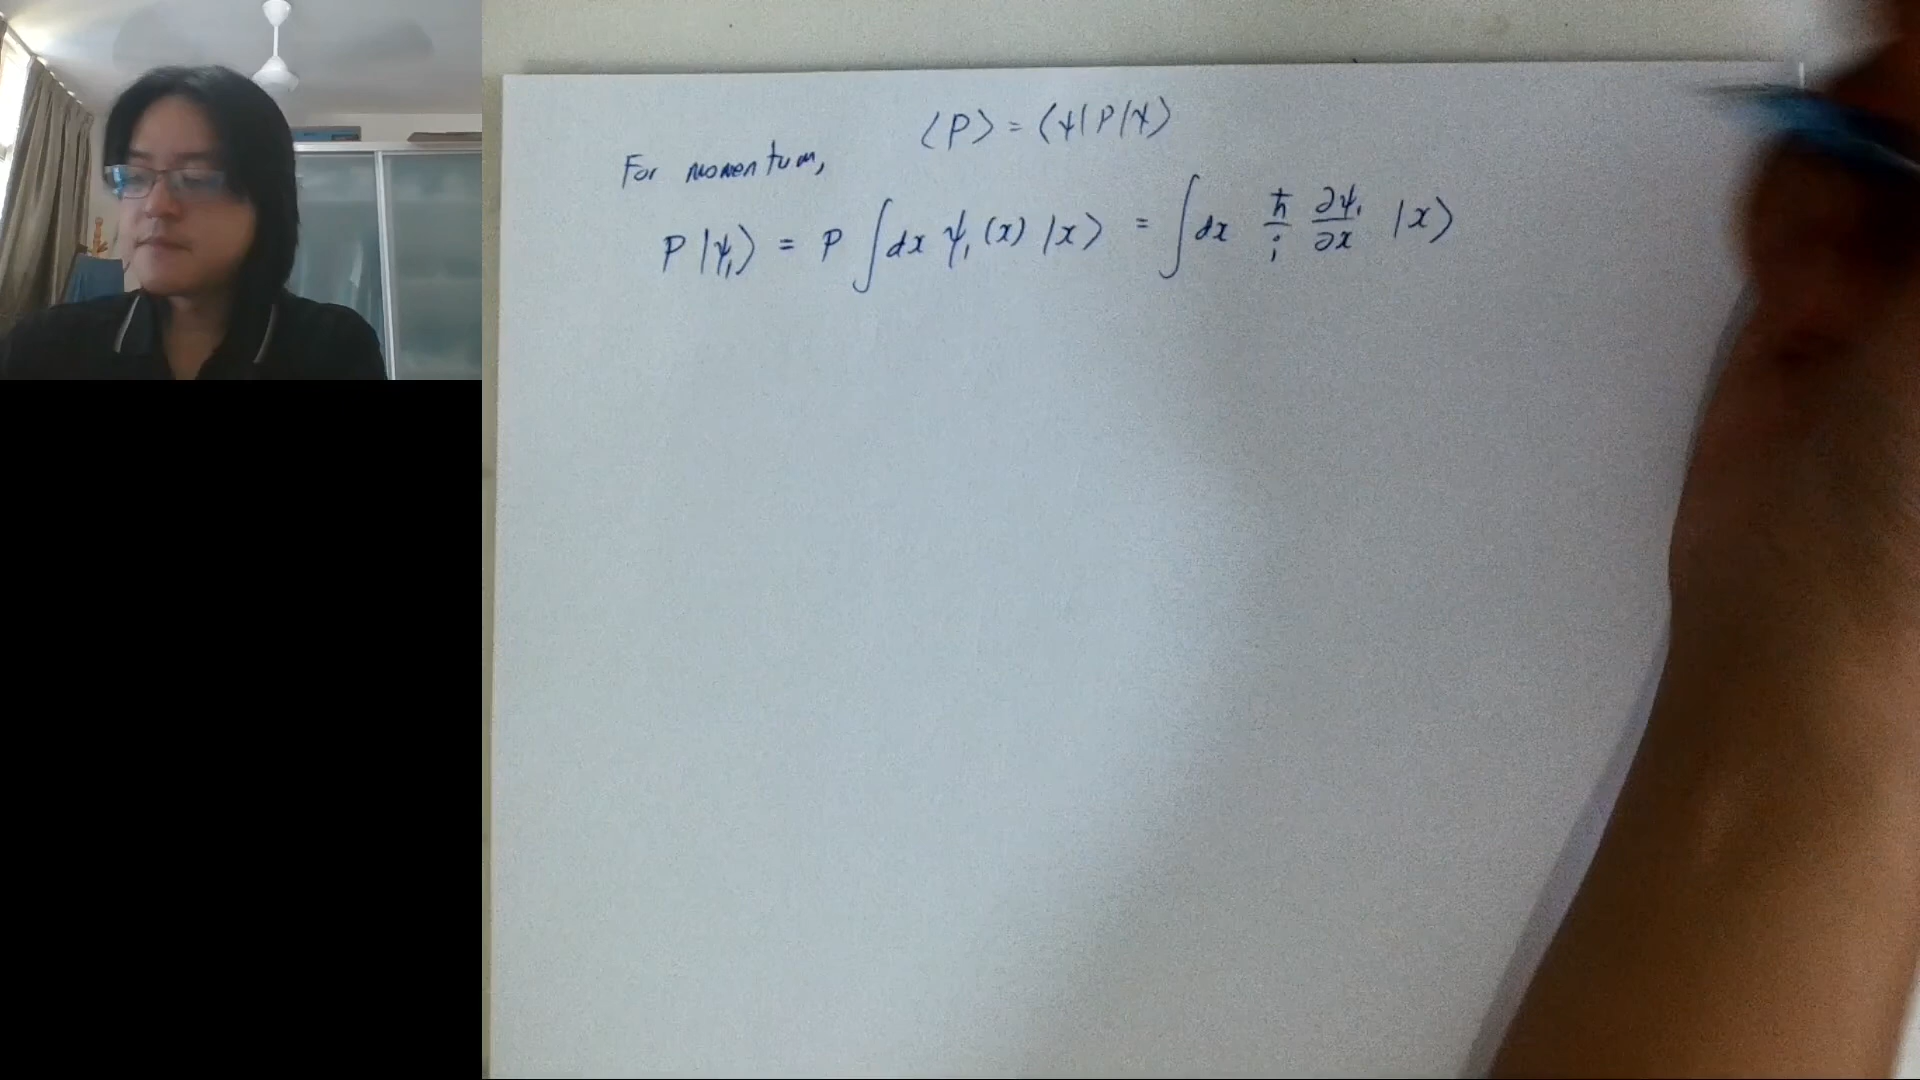 ⟨P⟩ = ⟨ψ|P|ψ⟩
For momentum,
P|ψ₁⟩ = P ∫dx ψ₁(x) |x⟩ = ∫dx ħ/i ∂ψ₁/∂x |x⟩